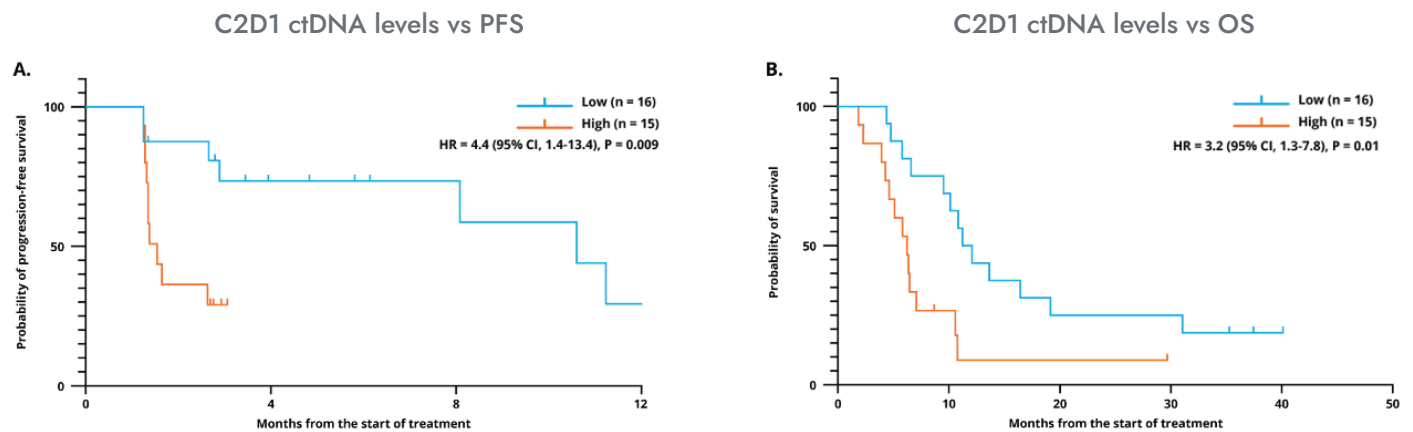 C2D1 ctDNA levels vs PFS
A.
Probability of progression-free survival
100
50
0
Low (n = 16)
High (n = 15)
HR = 4.4 (95% CI, 1.4-13.4), P = 0.009
0 4 8 12
Months from the start of treatment
C2D1 ctDNA levels vs OS
B.
Probability of survival
100
50
0
Low (n = 16)
High (n = 15)
HR = 3.2 (95% CI, 1.3-7.8), P = 0.01
0 10 20 30 40 50
Months from the start of treatment